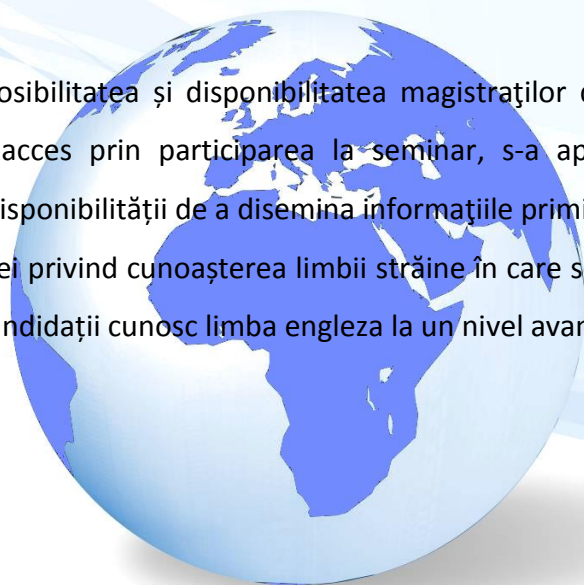 osibilitatea și disponibilitatea magistraţilor
acces prin participarea la seminar, s-a ap
isponibilității de a disemina informaţiile primi
ei privind cunoașterea limbii străine în care s
ndidații cunosc limba engleza la un nivel avan